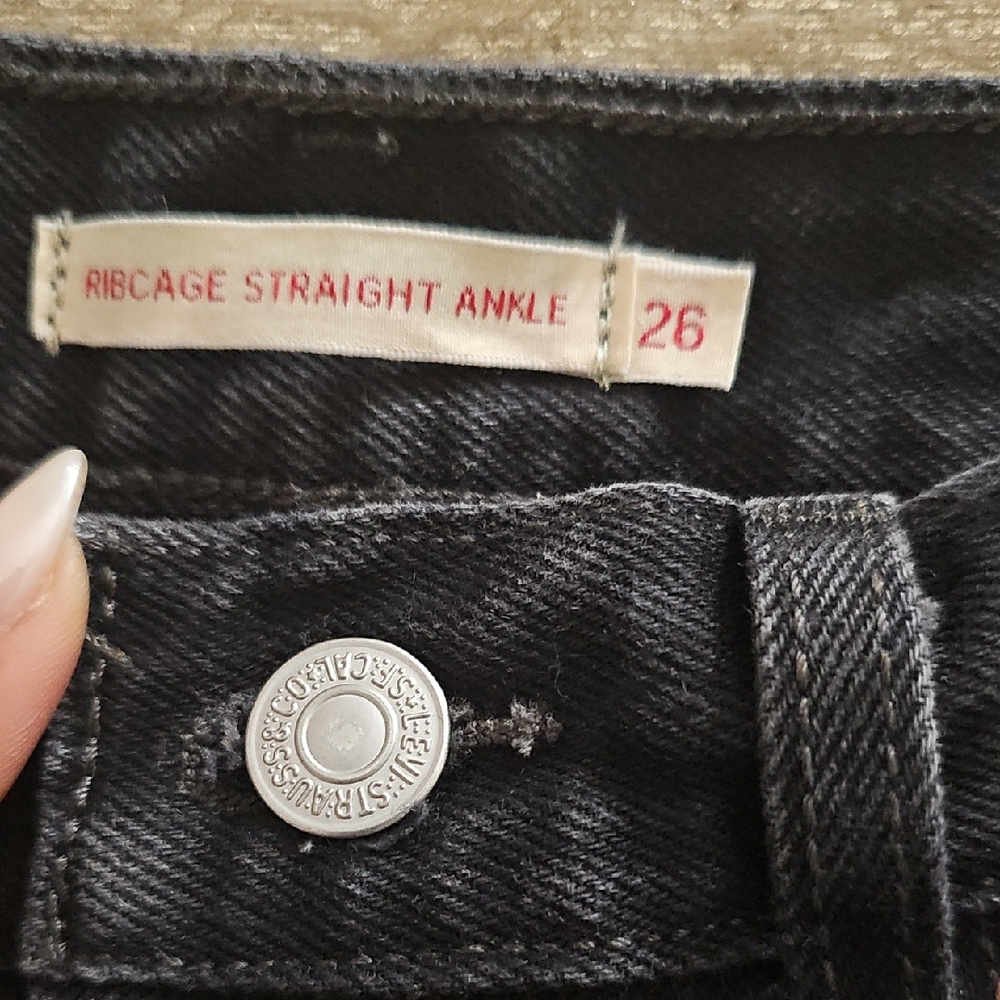 RIBCAGE STRAIGHT ANKLE 26
LEVI STRAUSS & CO. S.F. CAL.